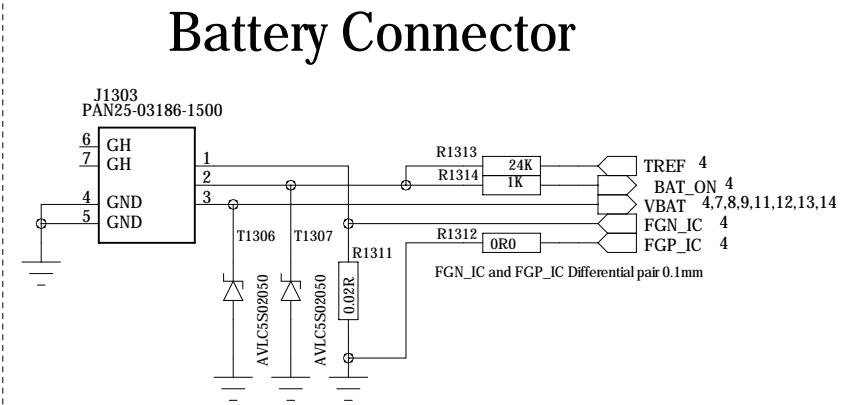 Battery Connector
J1303
PAN25-03186-1500
6 GH
7 GH
4 GND
5 GND
1
2
3
R1313 24K TREF 4
R1314 1K BAT_ON 4
VBAT 4,7,8,9,11,12,13,14
FGN_IC 4
R1312 0R0 FGP_IC 4
T1306
T1307
R1311
FGN_IC and FGP_IC Differential pair 0.1mm
AVLC5S02050
AVLC5S02050
0.02R